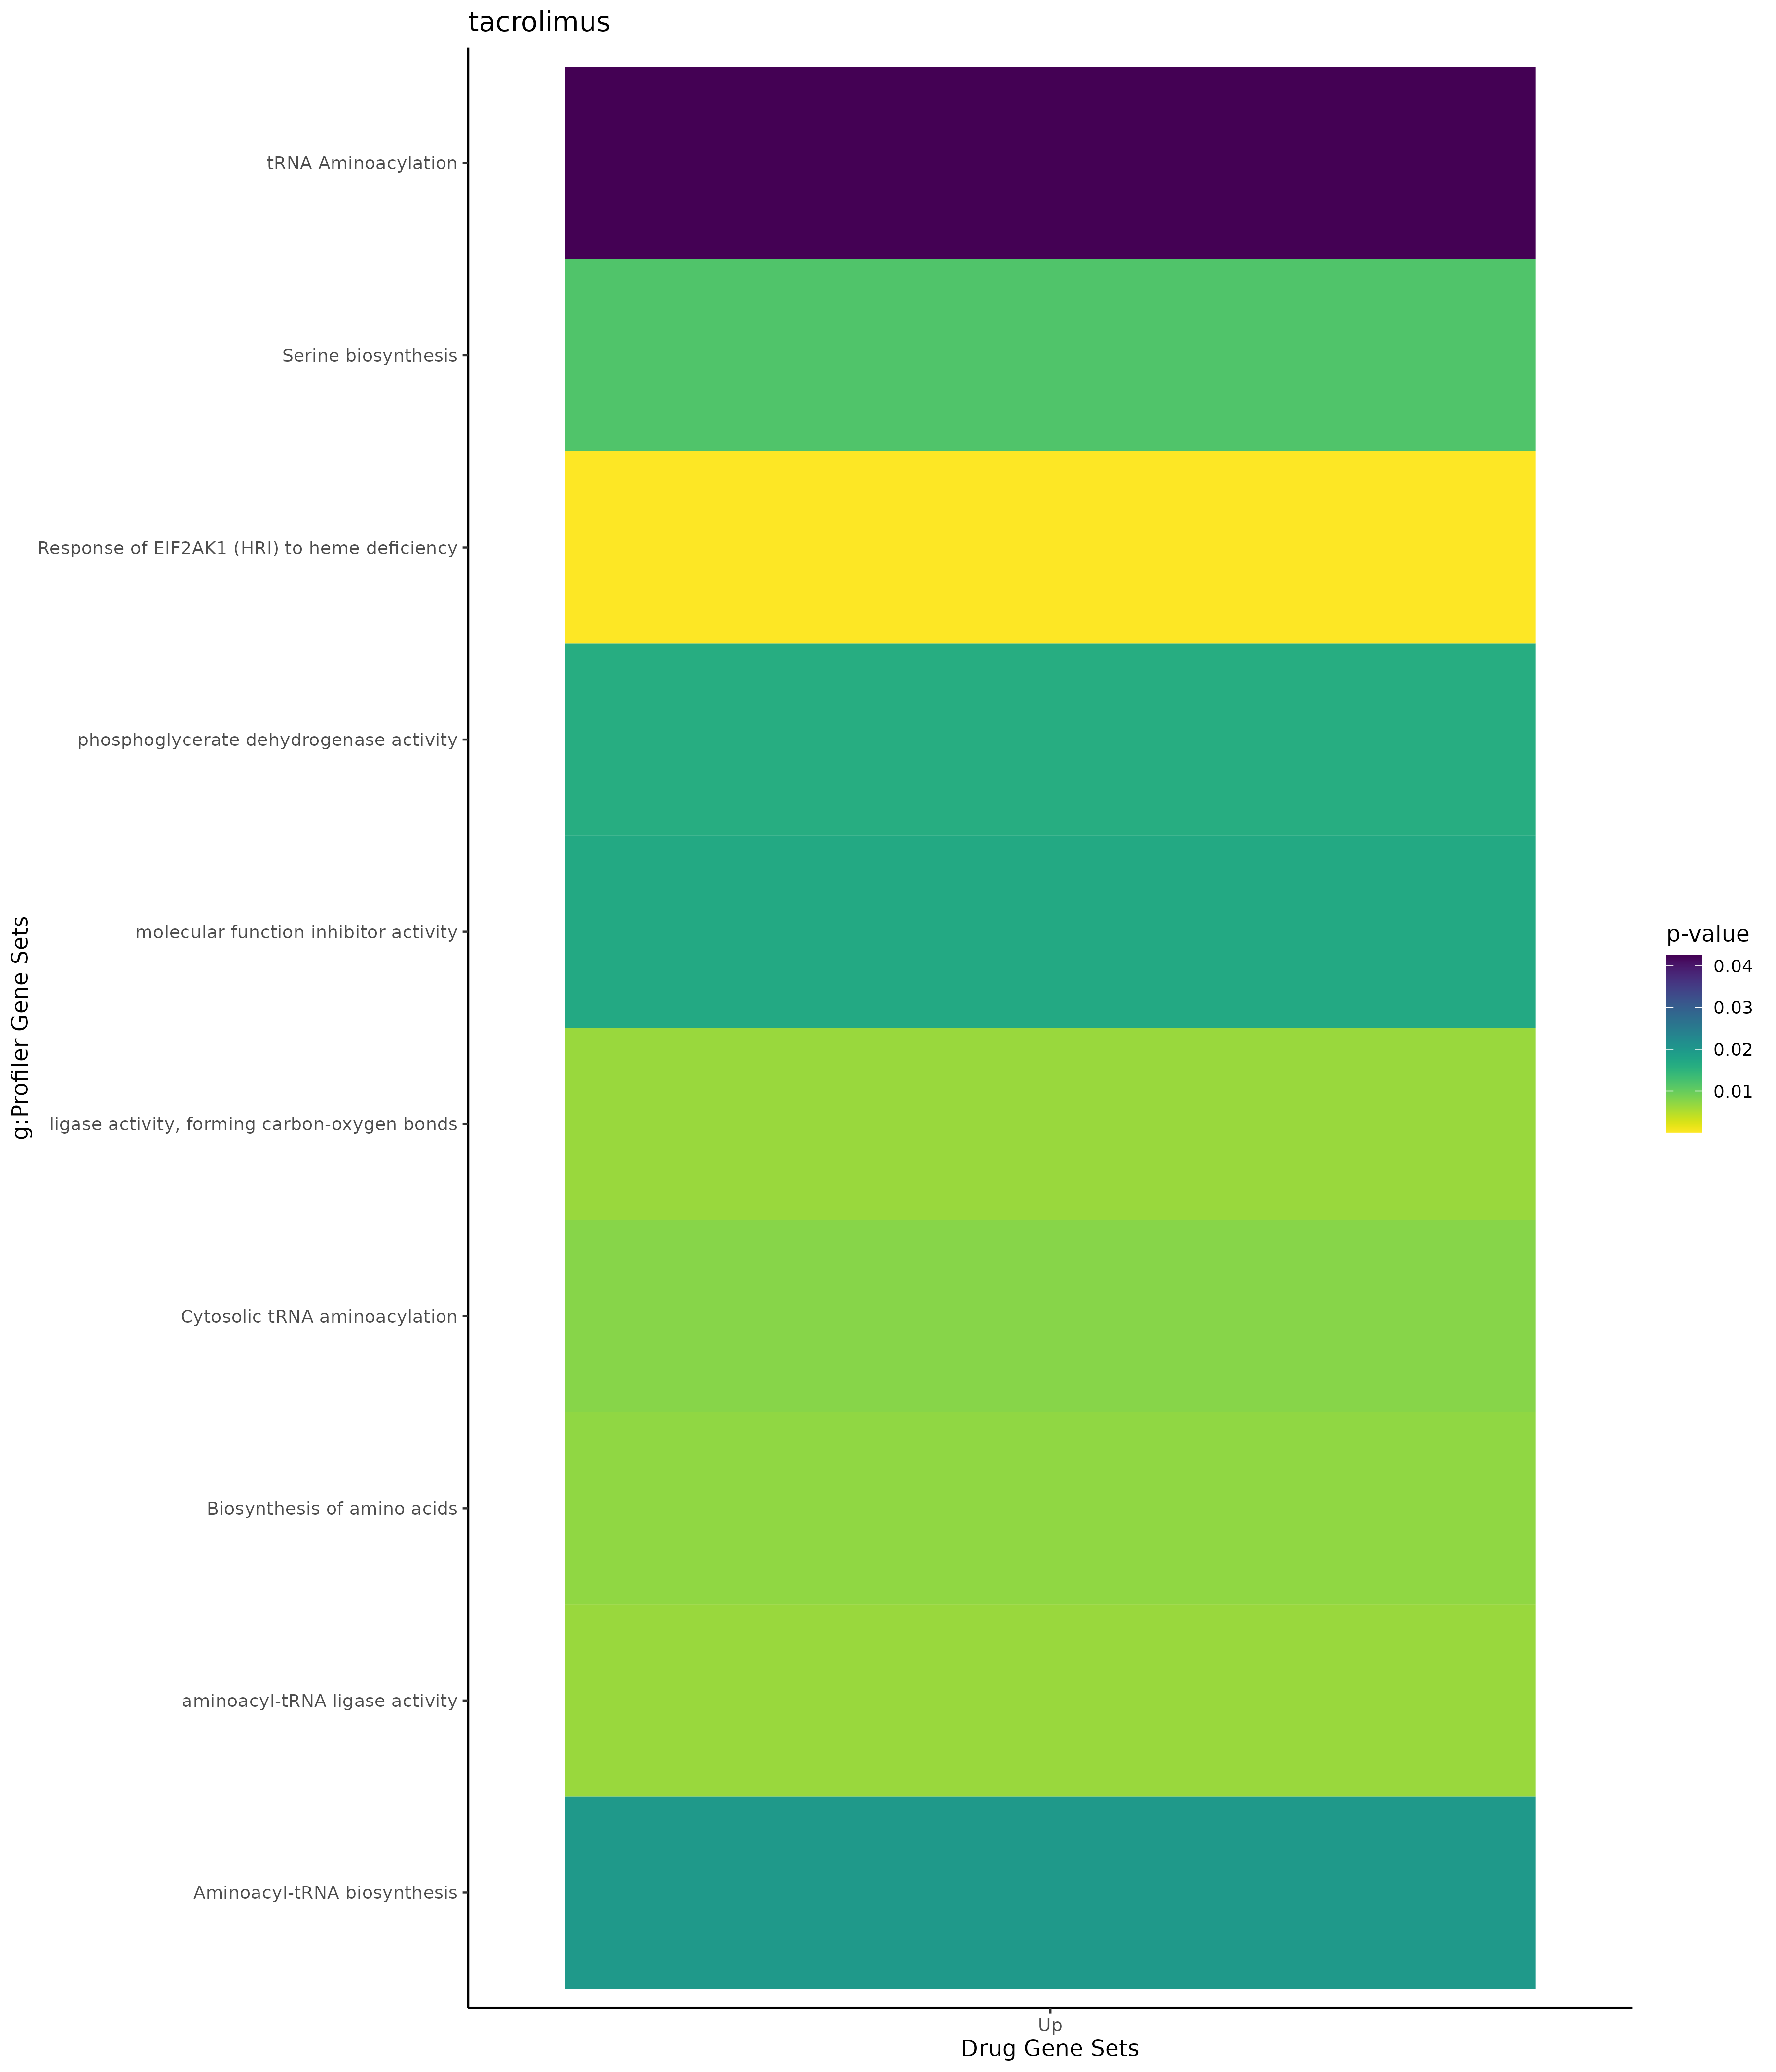 tacrolimus
tRNA Aminoacylation
Serine biosynthesis
Response of EIF2AK1 (HRI) to heme deficiency
phosphoglycerate dehydrogenase activity
molecular function inhibitor activity
ligase activity, forming carbon-oxygen bonds
Cytosolic tRNA aminoacylation
Biosynthesis of amino acids
aminoacyl-tRNA ligase activity
Aminoacyl-tRNA biosynthesis
g:Profiler Gene Sets
Up
Drug Gene Sets
p-value
0.04
0.03
0.02
0.01